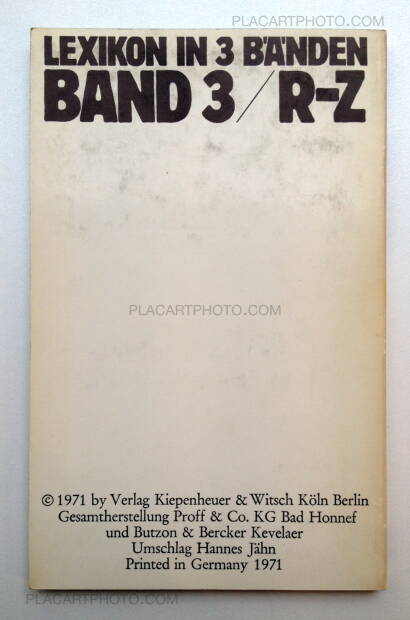 PLACARTPHOTO.COM
LEXIKON IN 3 BÄNDEN
BAND 3/R-Z
PLACARTPHOTO.COM
© 1971 by Verlag Kiepenheuer & Witsch Köln Berlin
Gesamtherstellung Proff & Co. KG Bad Honnef
und Butzon & Bercker Kevelaer
Umschlag Hannes Jähn
Printed in Germany 1971
PLACARTPHOTO.COM